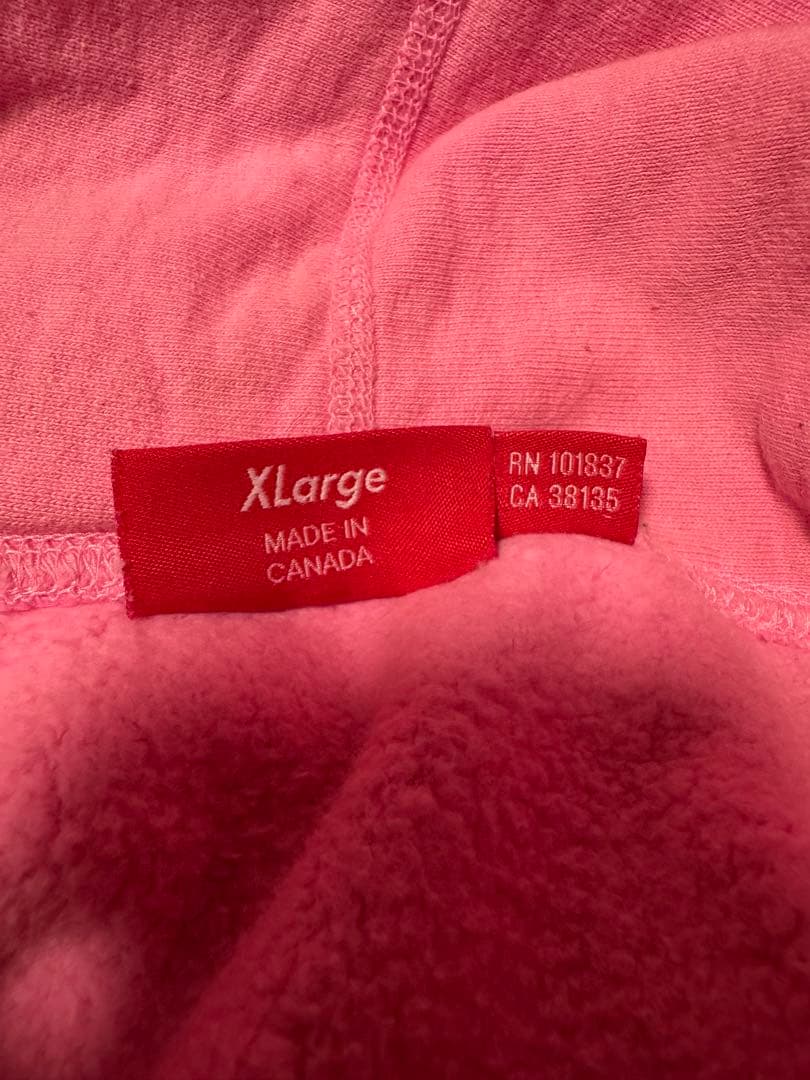 XLarge
MADE IN
CANADA
RN 101837
CA 38135